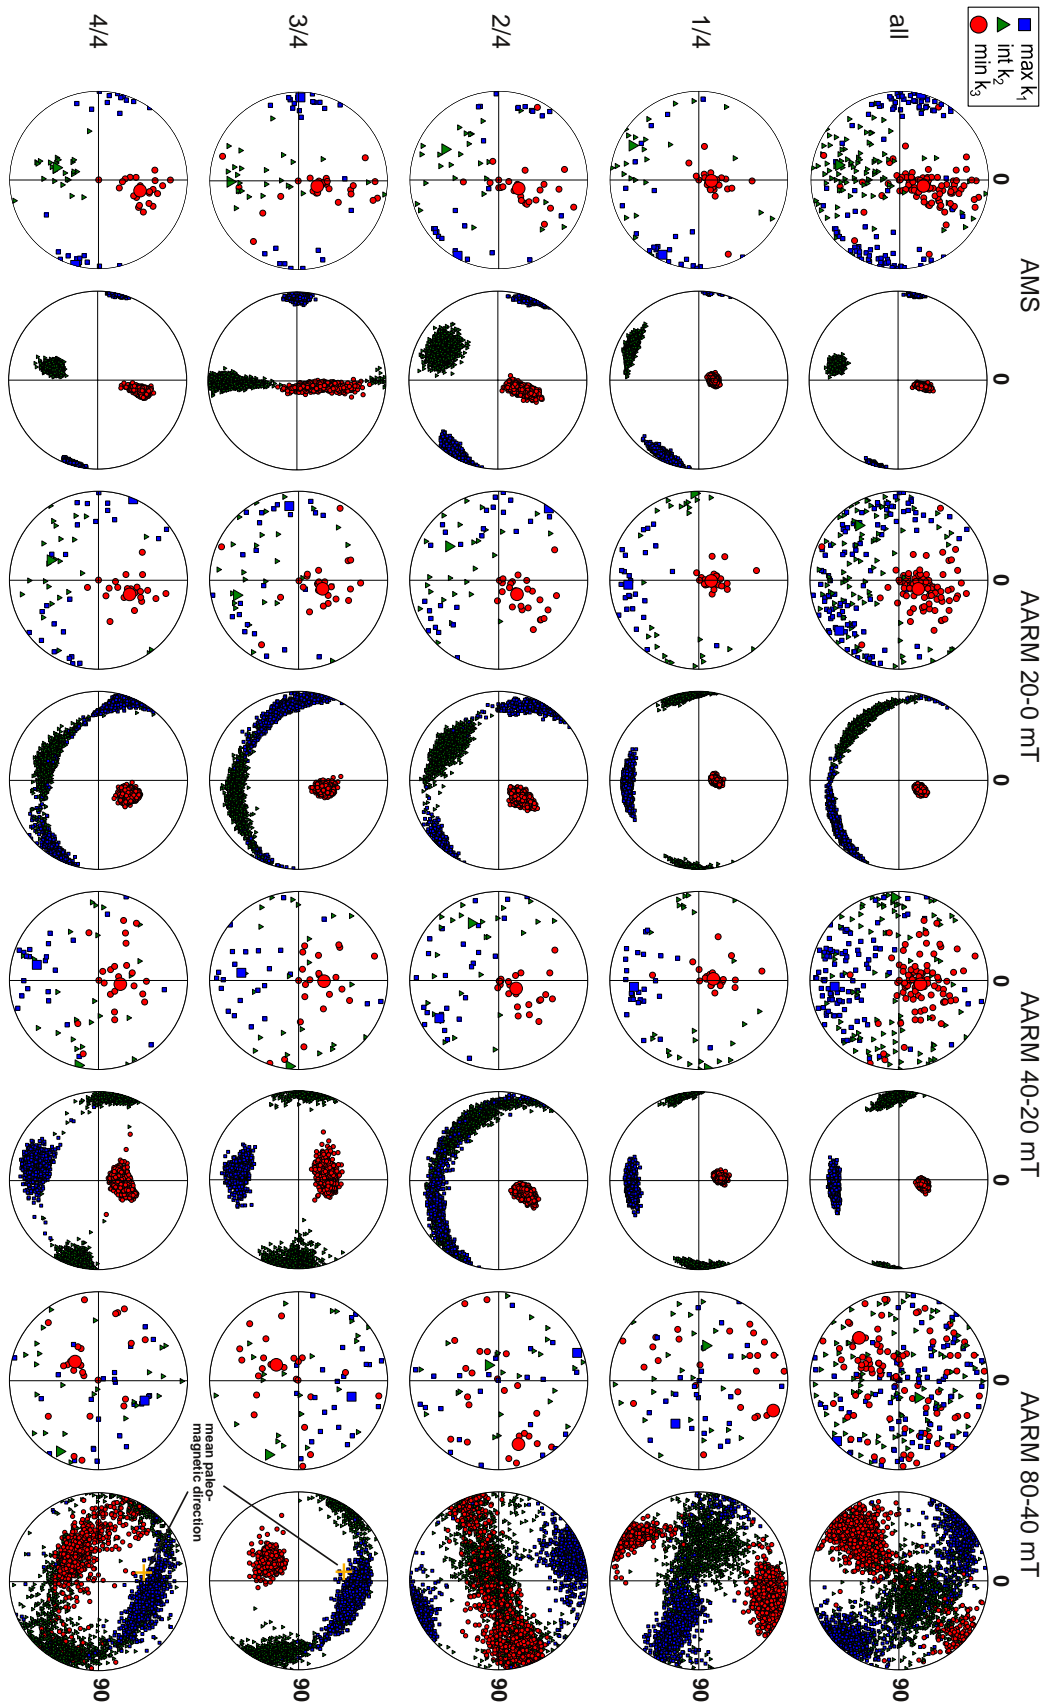 max k1
int k2
min k3
AMS
AARM 20-0 mT
AARM 40-20 mT
AARM 80-40 mT
0
0
0
0
0
0
0
0
all
90
1/4
90
2/4
90
3/4
90
mean paleo-
magnetic direction
4/4
90